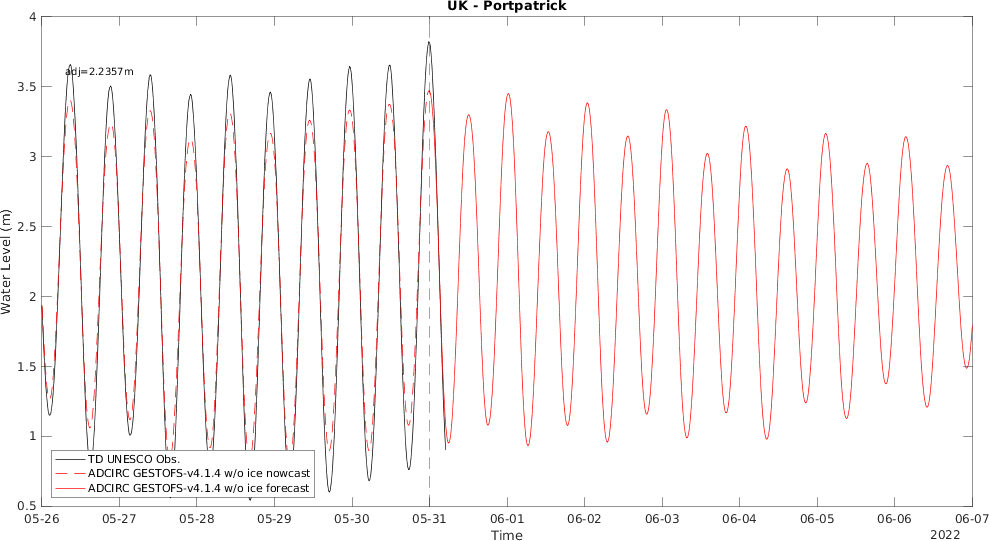 UK - Portpatrick
4
adj=2.2357m
3.5
3
2.5
2
1.5
1
0.5
Water Level (m)
TD UNESCO Obs.
ADCIRC GESTOFS-v4.1.4 w/o ice nowcast
ADCIRC GESTOFS-v4.1.4 w/o ice forecast
05-26 05-27 05-28 05-29 05-30 05-31 06-01 06-02 06-03 06-04 06-05 06-06 06-07
Time
2022